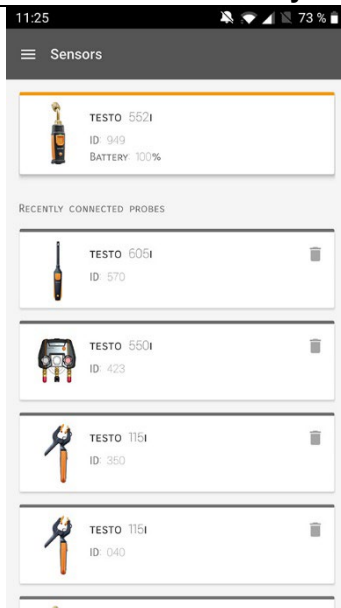 11:25 73 %
Sensors
TESTO 552I
ID: 949
BATTERY: 100%
RECENTLY CONNECTED PROBES
TESTO 605I
ID: 570
TESTO 550I
ID: 423
TESTO 115I
ID: 350
TESTO 115I
ID: 040